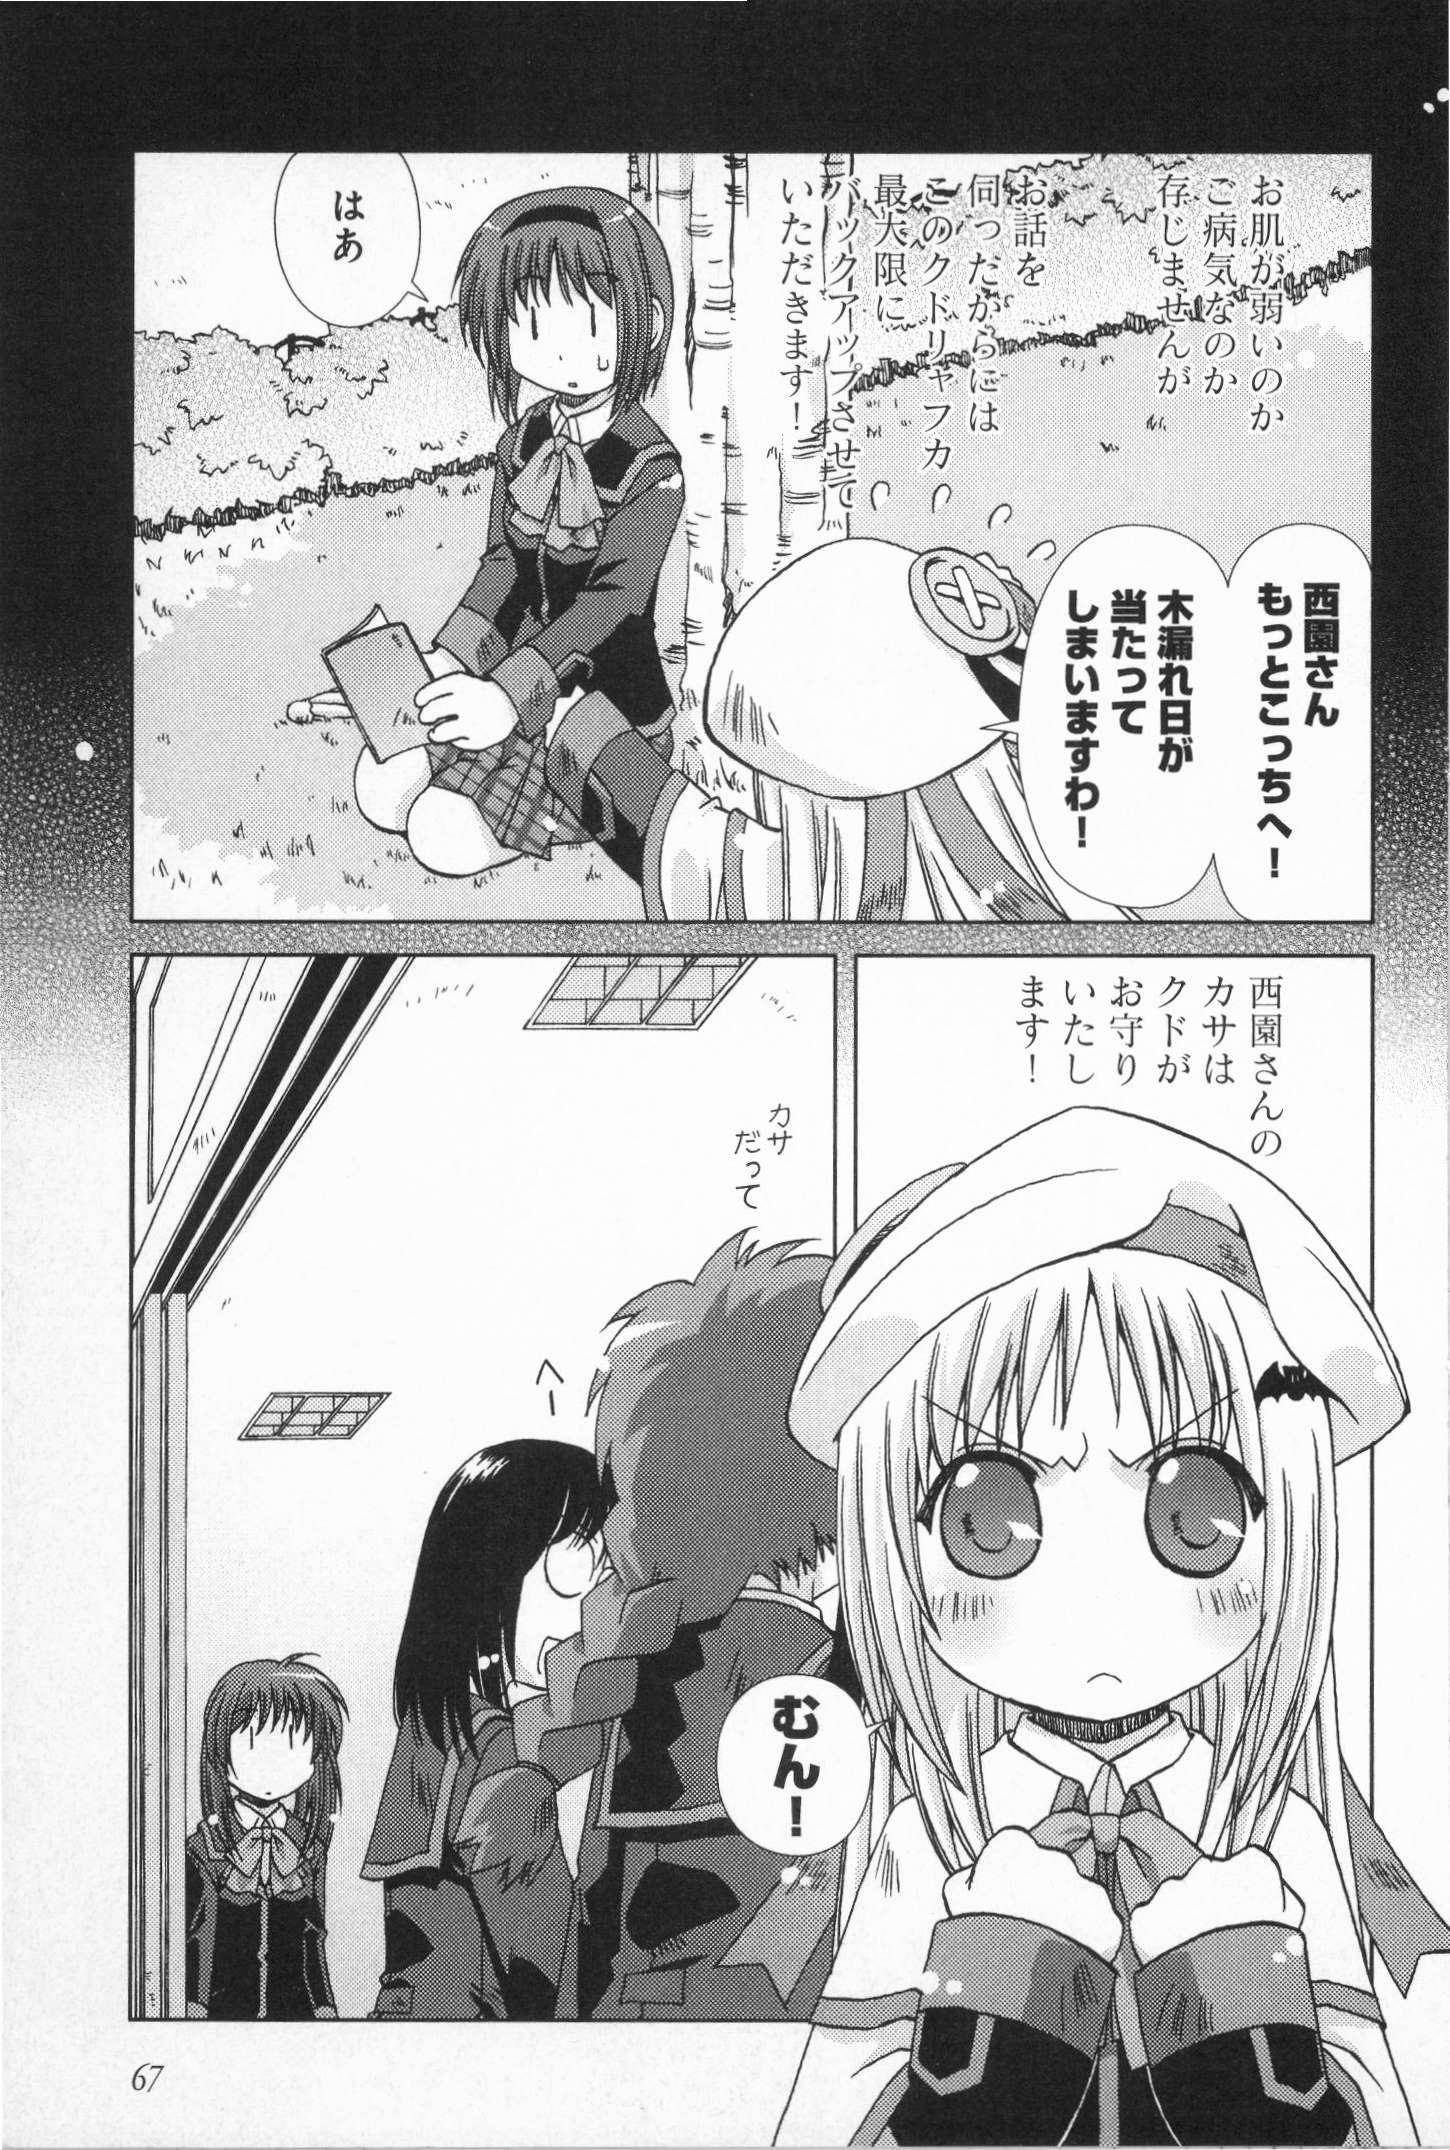 お肌が弱いのか
ご病気なのか
存じませんが
お話を
伺ったからには
このクドリャフカ
最大限に
バックアップさせて
いただきます！
西園さん
もっとこっちへ！
木漏れ日が
当たって
しまいますわ！
はあ
西園さんの
カサは
クドが
お守り
いたし
ます！
むん！
カサ
だって
へー
67